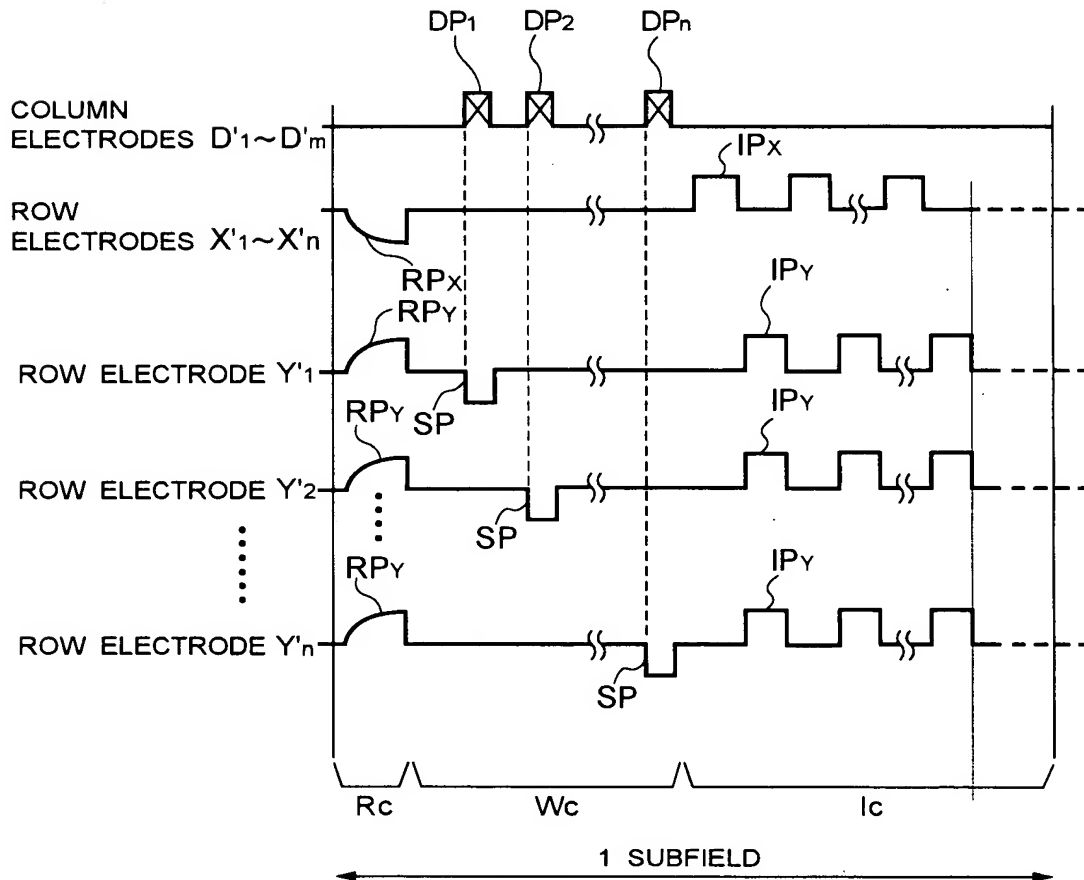 DP1 DP2 DPn
COLUMN
ELECTRODES D'1~D'm
IPX
ROW
ELECTRODES X'1~X'n
RPX
RPY
IPY
ROW ELECTRODE Y'1
SP
RPY
IPY
ROW ELECTRODE Y'2
SP
RPY
IPY
ROW ELECTRODE Y'n
SP
Rc Wc Ic
1 SUBFIELD